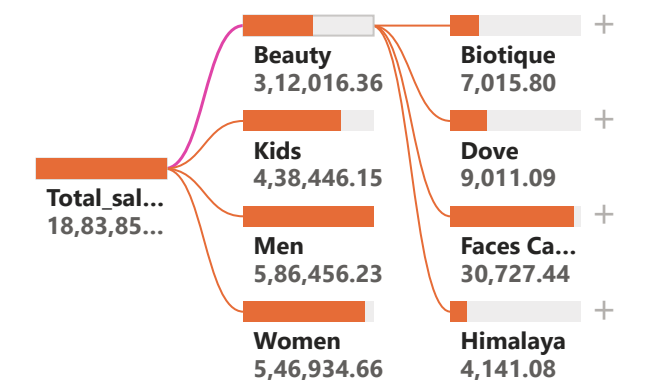 Beauty
3,12,016.36
Biotique
7,015.80
Kids
4,38,446.15
Dove
9,011.09
Total_sal...
18,83,85...
Men
5,86,456.23
Faces Ca...
30,727.44
Women
5,46,934.66
Himalaya
4,141.08